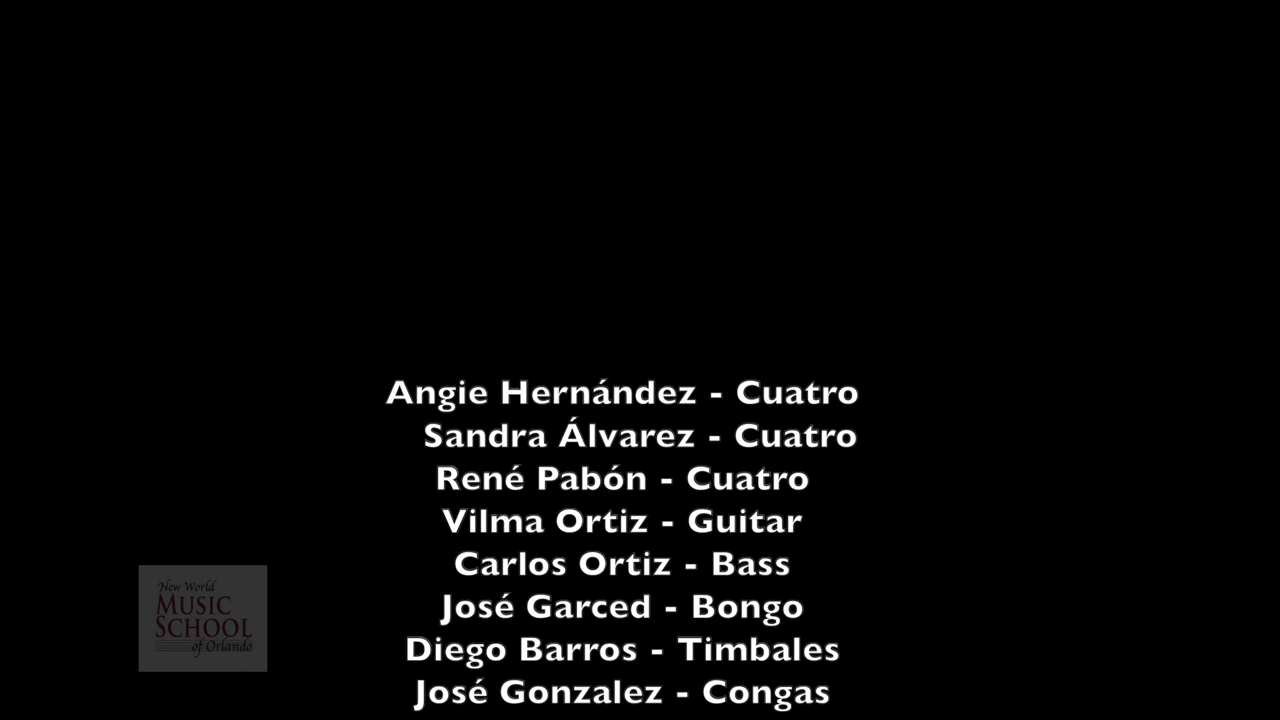 Angie Hernández - Cuatro
Sandra Álvarez - Cuatro
René Pabón - Cuatro
Vilma Ortiz - Guitar
Carlos Ortiz - Bass
José Garced - Bongo
Diego Barros - Timbales
José Gonzalez - Congas
New World
MUSIC
SCHOOL
of Orlando